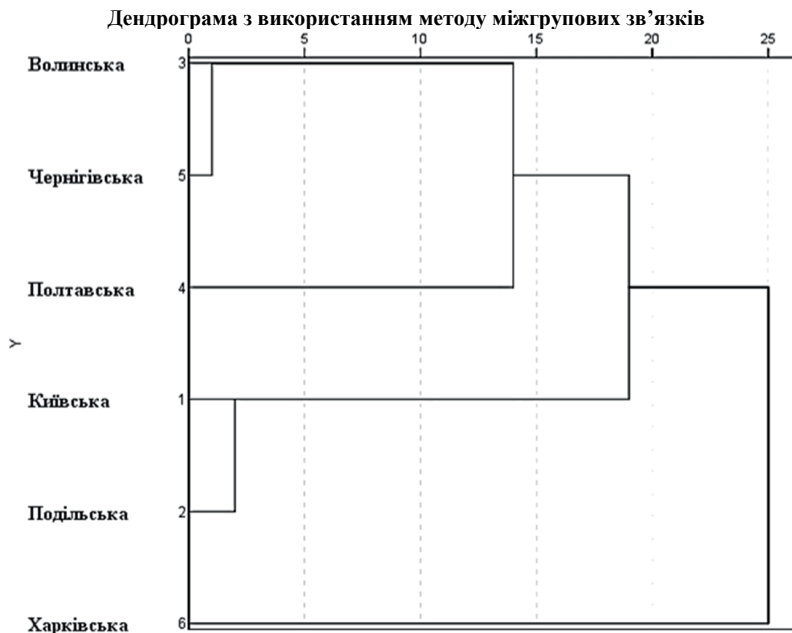 Дендрограма з використанням методу міжгрупових зв’язків
0 5 10 15 20 25
Волинська 3
Чернігівська 5
Полтавська 4
Y
Київська 1
Подільська 2
Харківська 6